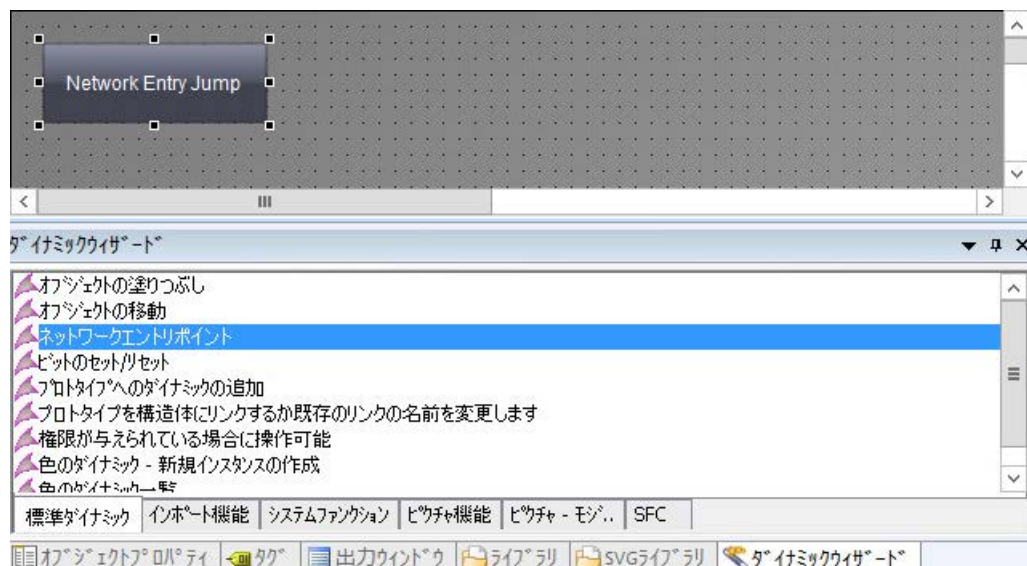 Network Entry Jump
ﾀﾞｲﾅﾐｯｸｳｨｻﾞｰﾄﾞ
ｵﾌﾞｼﾞｪｸﾄの塗りつぶし
ｵﾌﾞｼﾞｪｸﾄの移動
ネットワークエントリポイント
ﾋﾞｯﾄのｾｯﾄ/ﾘｾｯﾄ
ﾌﾟﾛﾄﾀｲﾌﾟへのﾀﾞｲﾅﾐｯｸの追加
プロトタイプを構造体にリンクするか既存のリンクの名前を変更します
権限が与えられている場合に操作可能
色のﾀﾞｲﾅﾐｯｸ - 新規ｲﾝｽﾀﾝｽの作成
色のﾀﾞｲﾅﾐｯｸ一覧
標準ﾀﾞｲﾅﾐｯｸ ｲﾝﾎﾟｰﾄ機能 ｼｽﾃﾑﾌｧﾝｸｼｮﾝ ﾋﾟｸﾁｬ機能 ﾋﾟｸﾁｬ - ﾓｼﾞ.. SFC
ｵﾌﾞｼﾞｪｸﾄﾌﾟﾛﾊﾟﾃｨ ﾀｸﾞ 出力ｳｨﾝﾄﾞｳ ﾗｲﾌﾞﾗﾘ SVGﾗｲﾌﾞﾗﾘ ﾀﾞｲﾅﾐｯｸｳｨｻﾞｰﾄﾞ